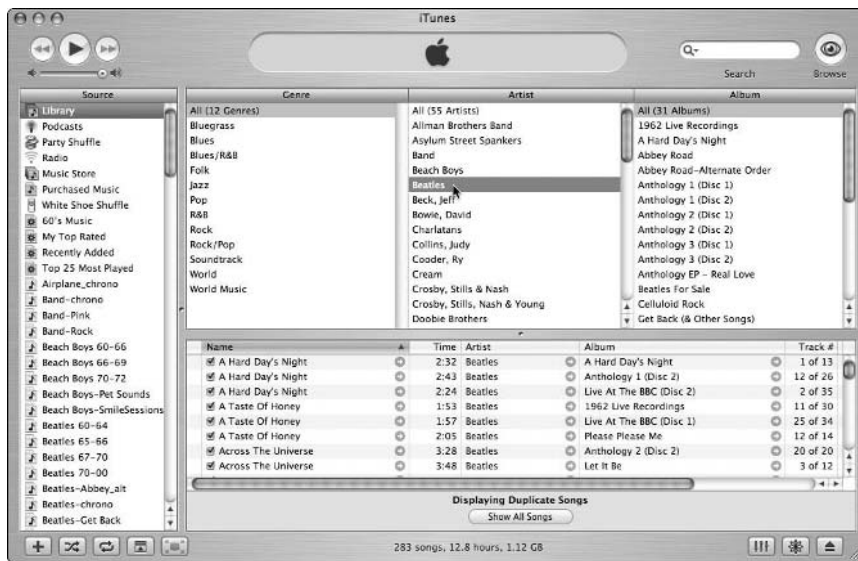 iTunes
Search
Browse
Source
Library
Podcasts
Party Shuffle
Radio
Music Store
Purchased Music
White Shoe Shuffle
60's Music
My Top Rated
Recently Added
Top 25 Most Played
Airplane_chrono
Band-chrono
Band-Pink
Band-Rock
Beach Boys 60-66
Beach Boys 66-69
Beach Boys 70-72
Beach Boys-Pet Sounds
Beach Boys-SmileSessions
Beatles 60-64
Beatles 65-66
Beatles 67-70
Beatles 70-00
Beatles-Abbey_alt
Beatles-chrono
Beatles-Get Back
Genre
All (12 Genres)
Bluegrass
Blues
Blues/R&B
Folk
Jazz
Pop
R&B
Rock
Rock/Pop
Soundtrack
World
World Music
Artist
All (55 Artists)
Allman Brothers Band
Asylum Street Spankers
Band
Beach Boys
Beatles
Beck, Jeff
Bowie, David
Charlatans
Collins, Judy
Cooder, Ry
Cream
Crosby, Stills & Nash
Crosby, Stills, Nash & Young
Doobie Brothers
Album
All (31 Albums)
1962 Live Recordings
A Hard Day's Night
Abbey Road
Abbey Road-Alternate Order
Anthology 1 (Disc 1)
Anthology 1 (Disc 2)
Anthology 2 (Disc 1)
Anthology 2 (Disc 2)
Anthology 3 (Disc 1)
Anthology 3 (Disc 2)
Anthology EP - Real Love
Beatles For Sale
Celluloid Rock
Get Back (& Other Songs)
Name Time Artist Album Track #
A Hard Day's Night 2:32 Beatles A Hard Day's Night 1 of 13
A Hard Day's Night 2:43 Beatles Anthology 1 (Disc 2) 12 of 26
A Hard Day's Night 2:24 Beatles Live At The BBC (Disc 2) 2 of 35
A Taste Of Honey 1:53 Beatles 1962 Live Recordings 11 of 30
A Taste Of Honey 1:57 Beatles Live At The BBC (Disc 1) 25 of 34
A Taste Of Honey 2:05 Beatles Please Please Me 12 of 14
Across The Universe 3:28 Beatles Anthology 2 (Disc 2) 20 of 20
Across The Universe 3:48 Beatles Let It Be 3 of 12
Displaying Duplicate Songs
Show All Songs
283 songs, 12.8 hours, 1.12 GB